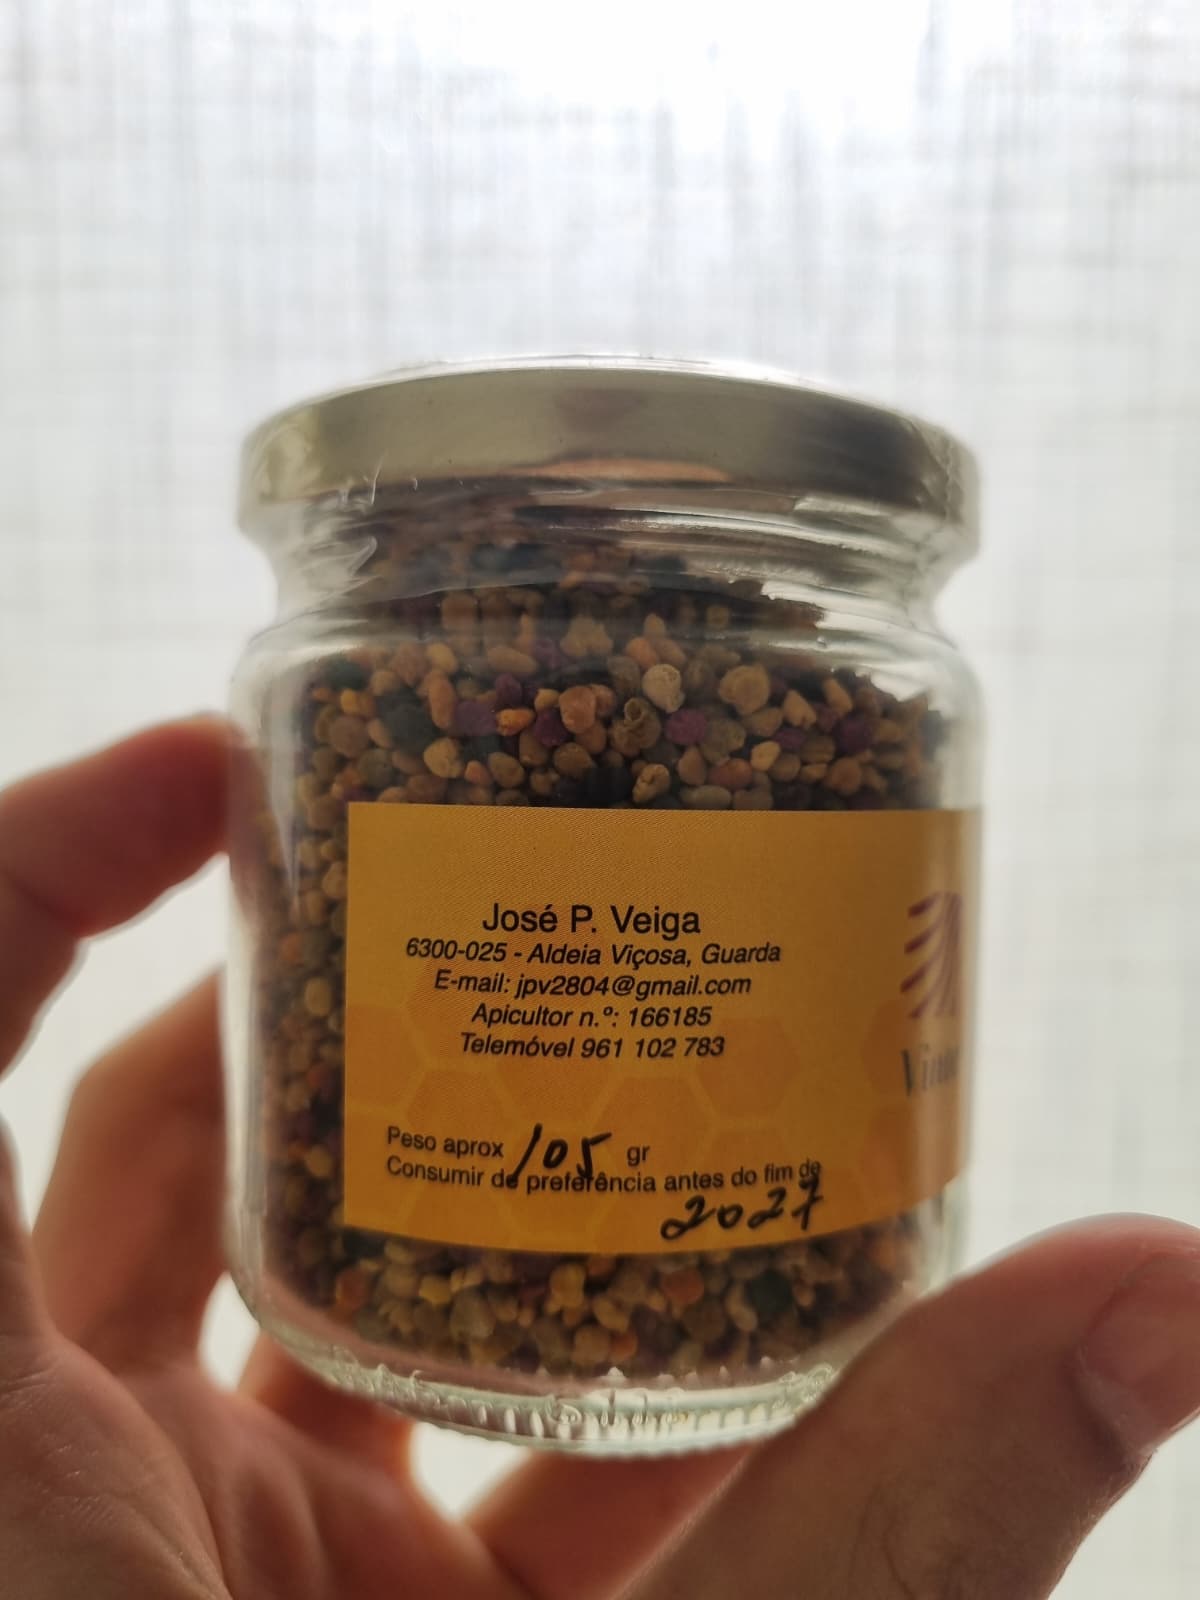 José P. Veiga
6300-025 - Aldeia Viçosa, Guarda
E-mail: jpv2804@gmail.com
Apicultor n.º: 166185
Telemóvel 961 102 783
Peso aprox 105 gr
Consumir de preferência antes do fim de
2027